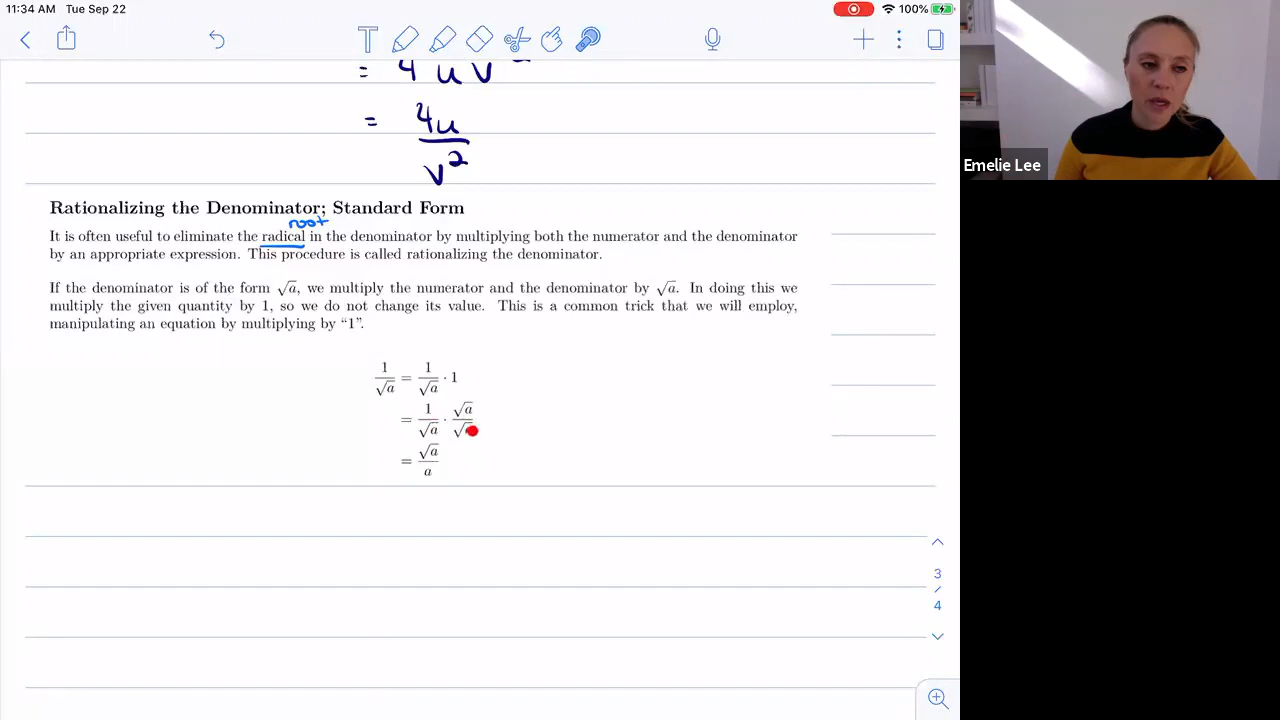 11:34 AM Tue Sep 22
100%
= 4 u v
= 4u / v²
Emelie Lee
Rationalizing the Denominator; Standard Form
root
It is often useful to eliminate the radical in the denominator by multiplying both the numerator and the denominator
by an appropriate expression. This procedure is called rationalizing the denominator.
If the denominator is of the form √a, we multiply the numerator and the denominator by √a. In doing this we
multiply the given quantity by 1, so we do not change its value. This is a common trick that we will employ,
manipulating an equation by multiplying by “1”.
1/√a = 1/√a · 1
= 1/√a · √a/√
= √a/a
3
/
4